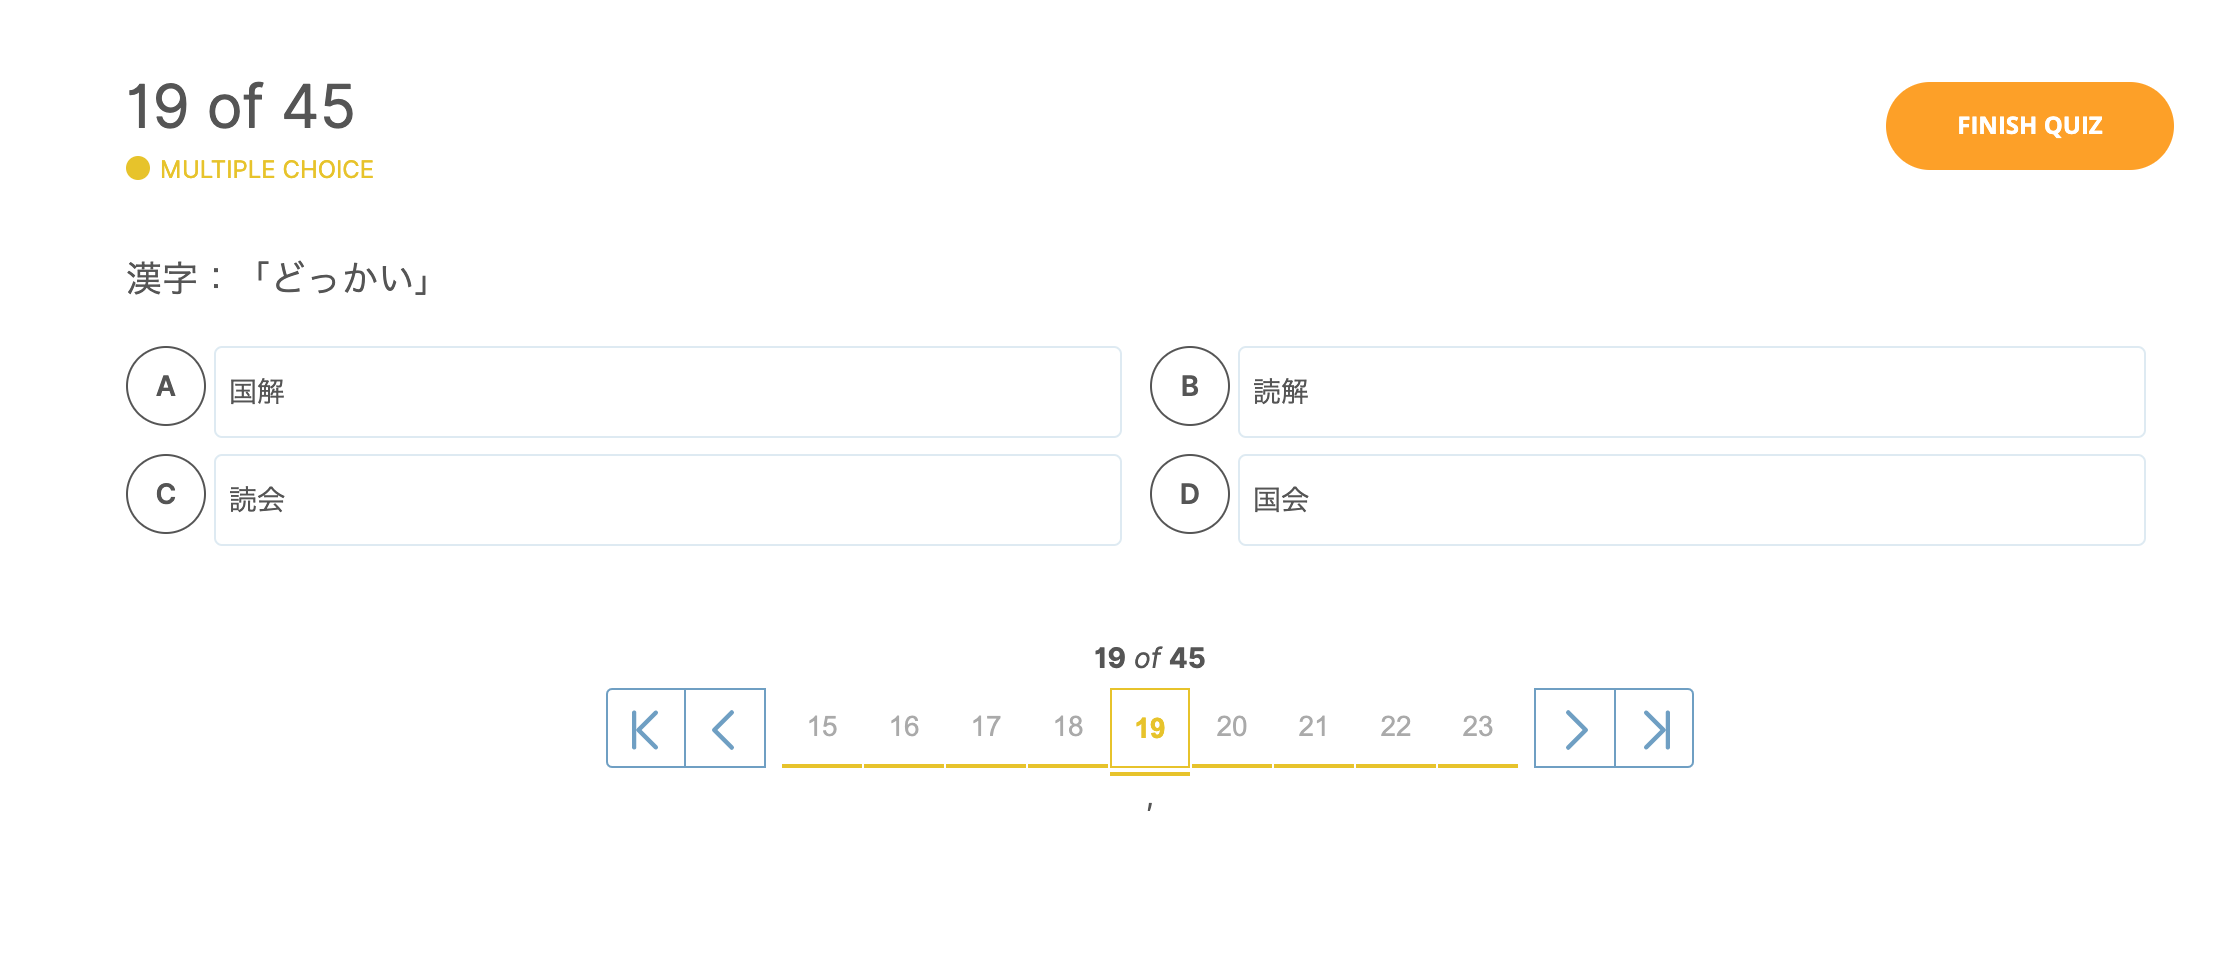 19 of 45
FINISH QUIZ
MULTIPLE CHOICE
漢字：「どっかい」
A 国解
B 読解
C 読会
D 国会
19 of 45
15 16 17 18 19 20 21 22 23
,